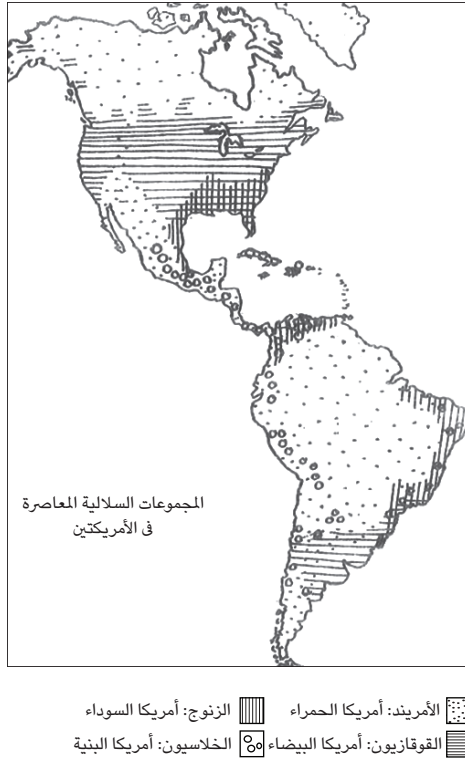 المجموعات السلالية المعاصرة
فى الأمريكتين
الأمريند: أمريكا الحمراء
الزنوج: أمريكا السوداء
القوقازيون: أمريكا البيضاء
الخلاسيون: أمريكا البنية